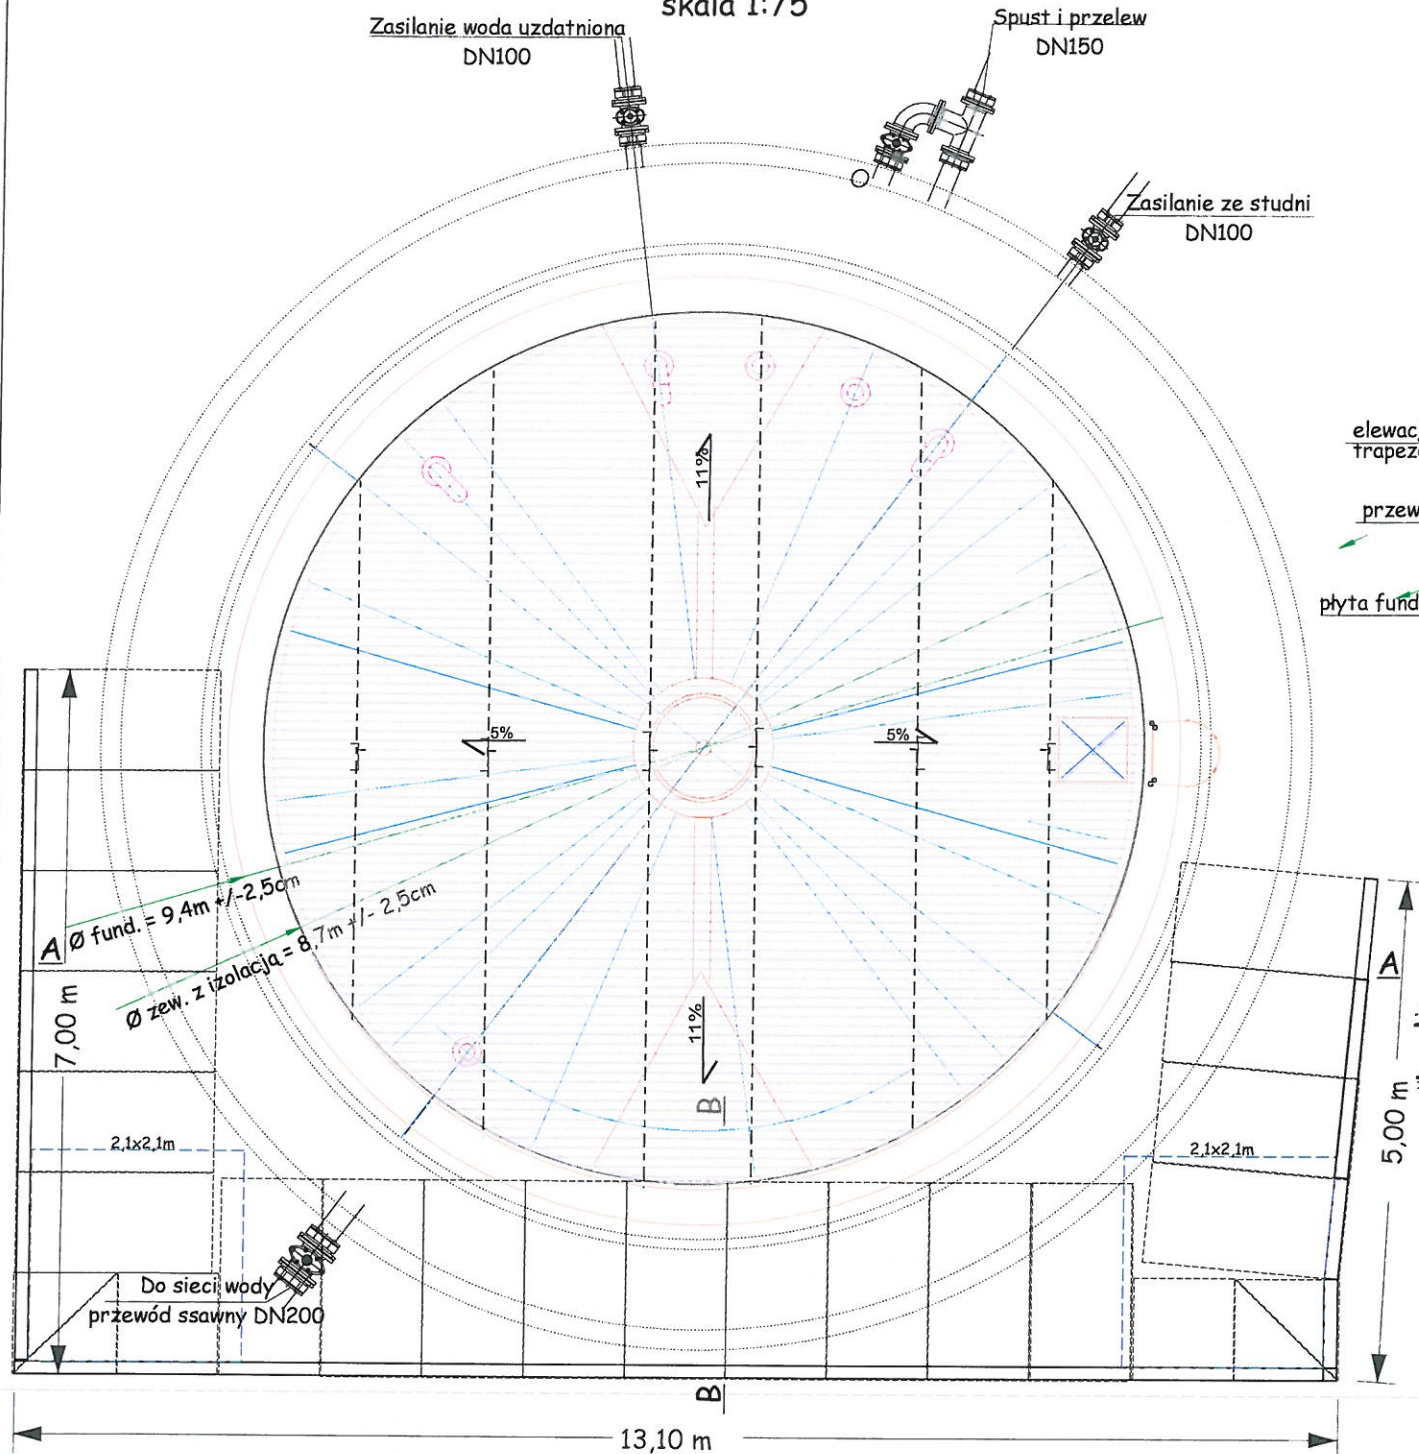 skala 1:75
Zasilanie woda uzdatniona
DN100
Spust i przelew
DN150
Zasilanie ze studni
DN100
przew
płyta fund
11%
5%
5%
11%
Ø fund. = 9,4m +/-2,5cm
Ø zew. z izolacją = 8,7m +/- 2,5cm
A
A
7,00 m
5,00 m
B
2,1x2,1m
2,1x2,1m
Do sieci wody
przewód ssawny DN200
B
13,10 m